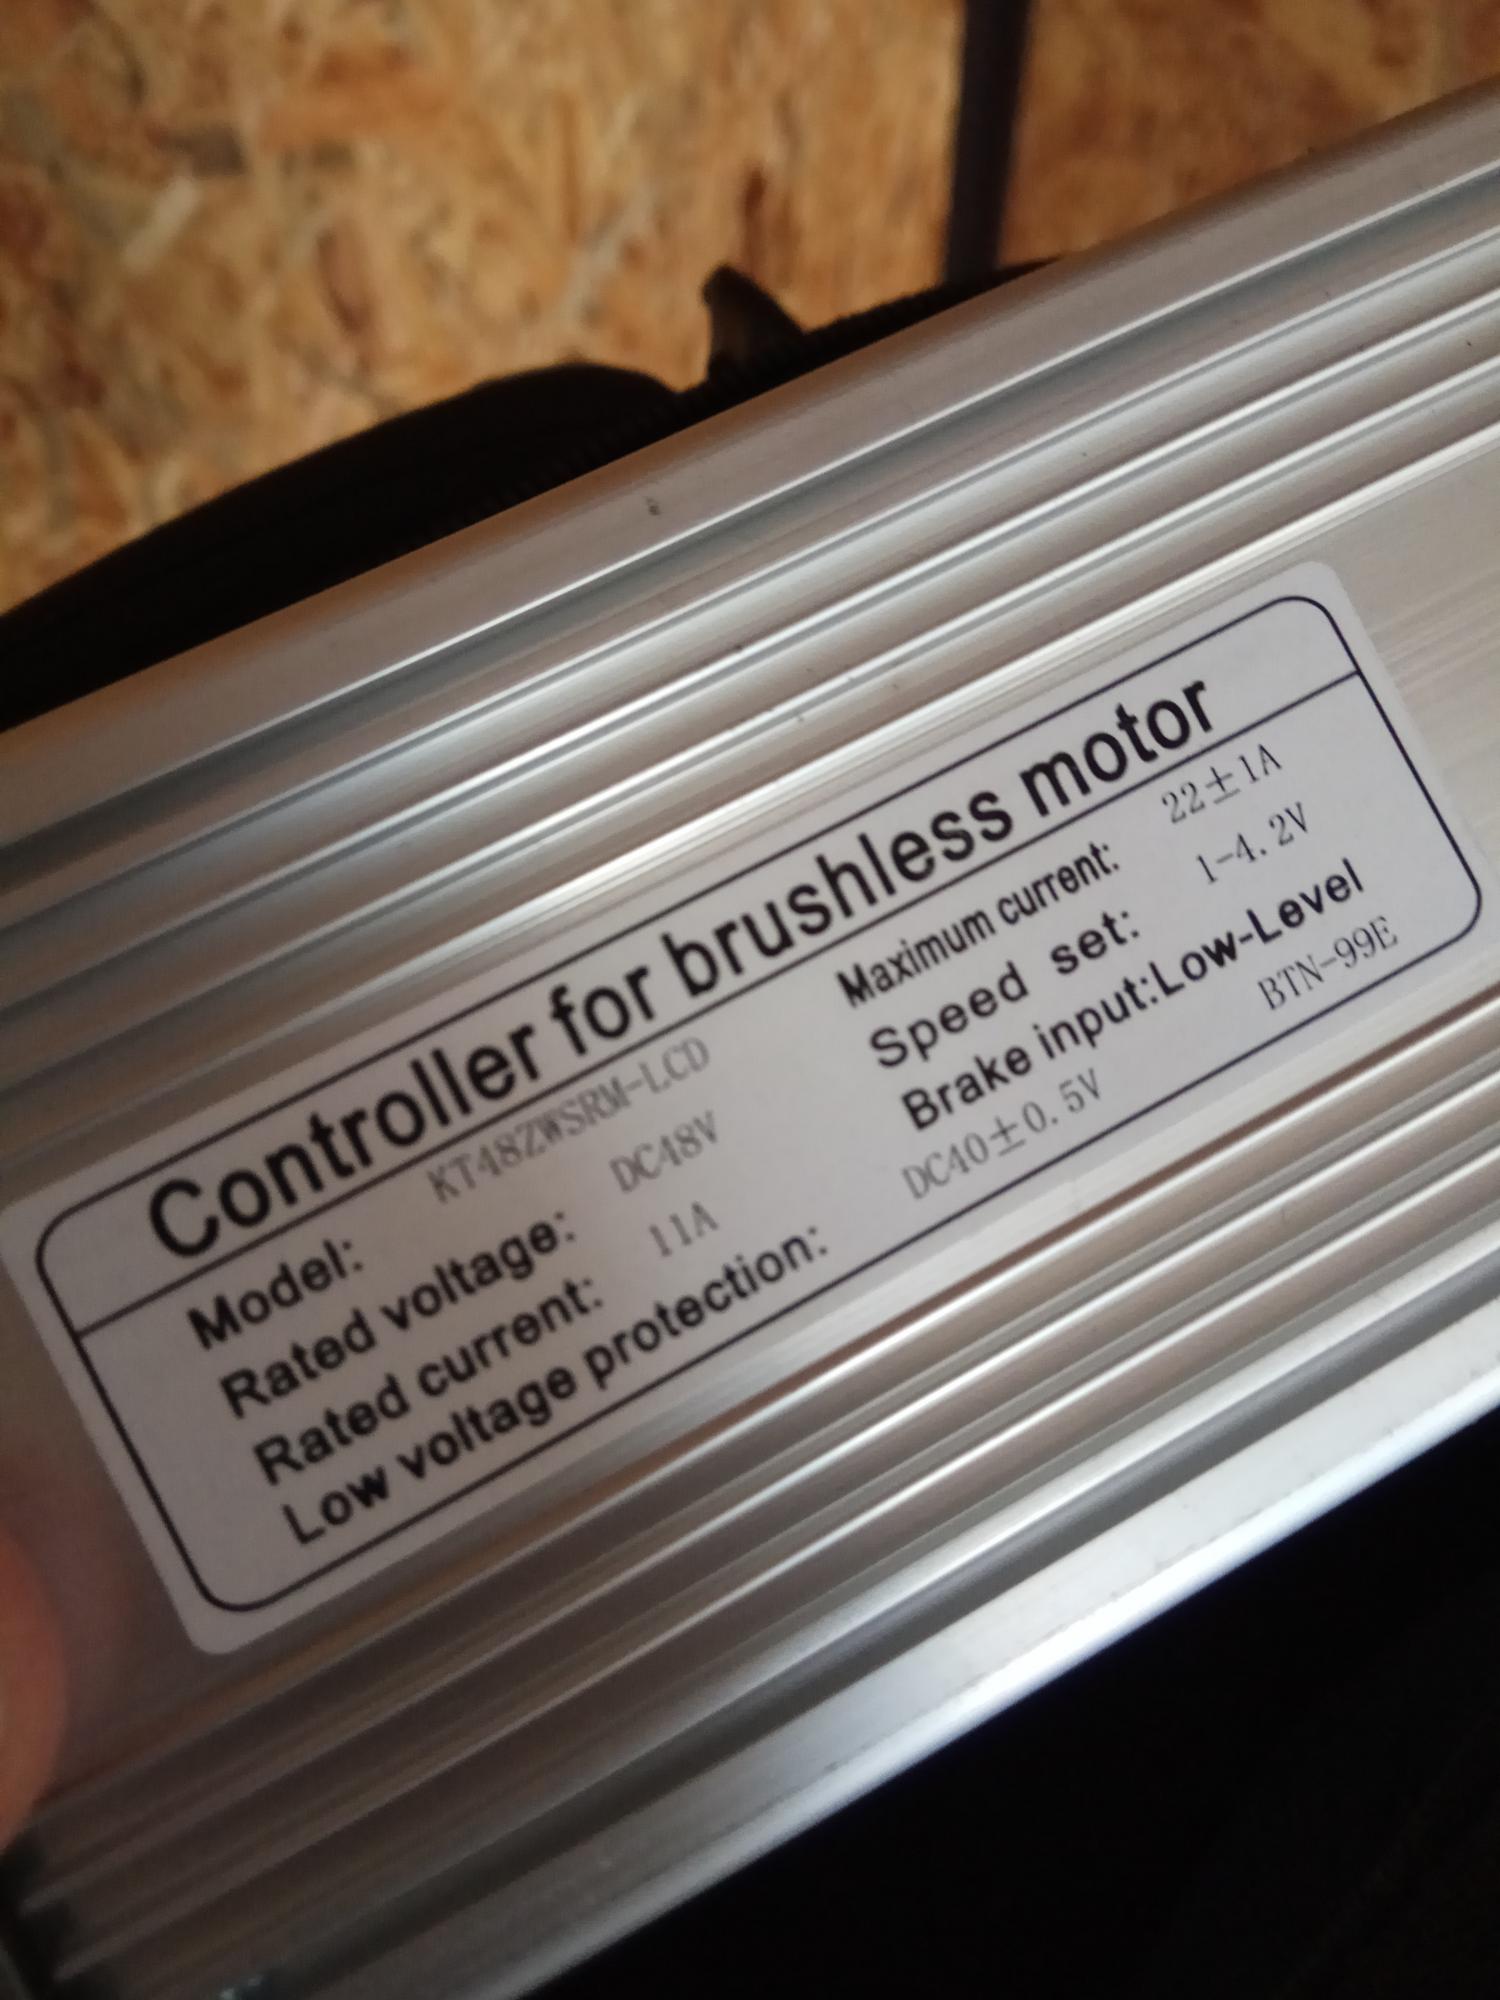 Controller for brushless motor
Model: KT48ZWSRM-LCD Maximum current: 22±1A
Rated voltage: DC48V Speed set: 1-4.2V
Rated current: 11A Brake input:Low-Level
Low voltage protection: DC40±0.5V BTN-99E